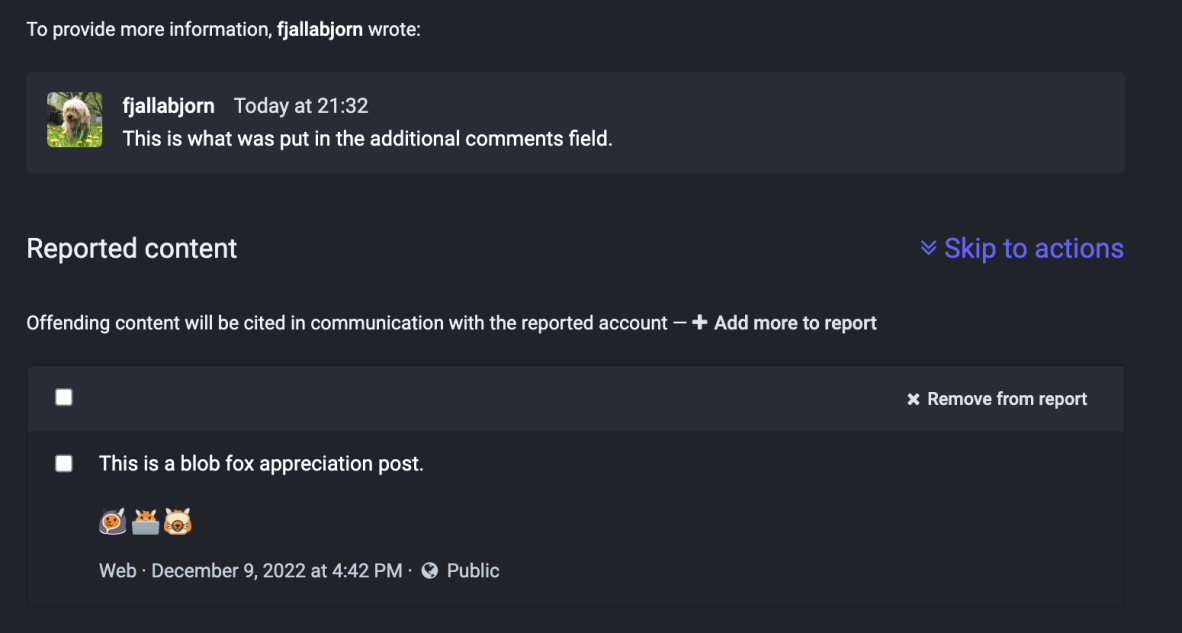 To provide more information, fjallabjorn wrote:
fjallabjorn Today at 21:32
This is what was put in the additional comments field.
Reported content
Skip to actions
Offending content will be cited in communication with the reported account — + Add more to report
× Remove from report
This is a blob fox appreciation post.
Web · December 9, 2022 at 4:42 PM · Public